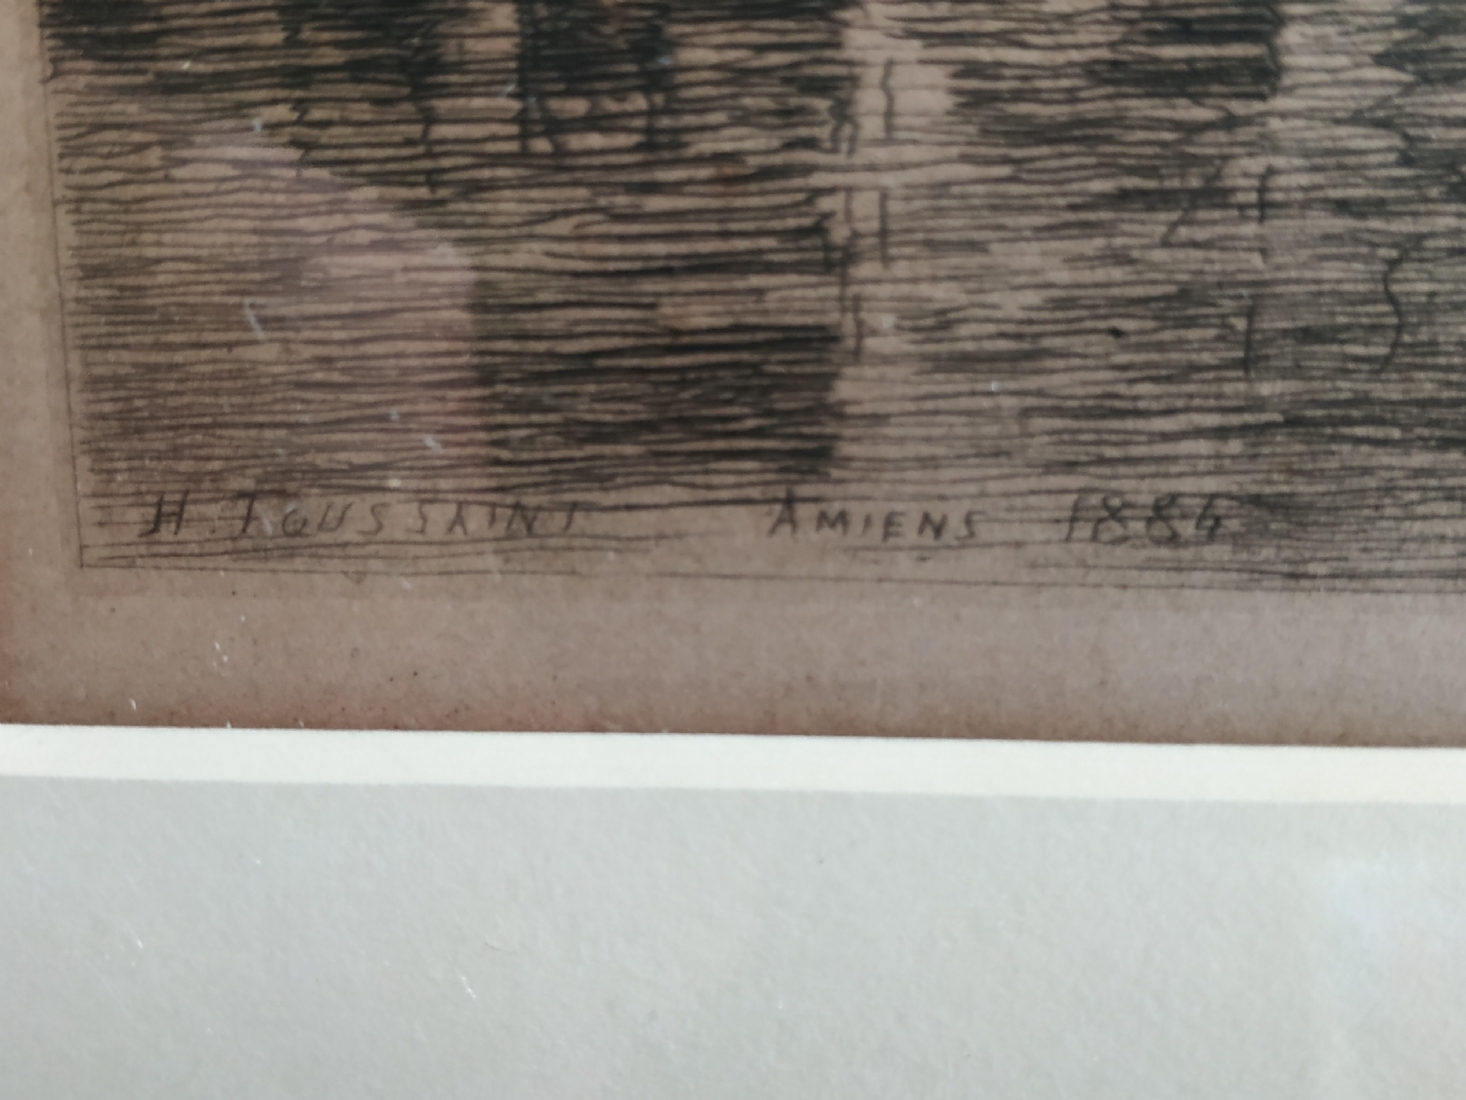 H. TOUSSAINT AMIENS 1884